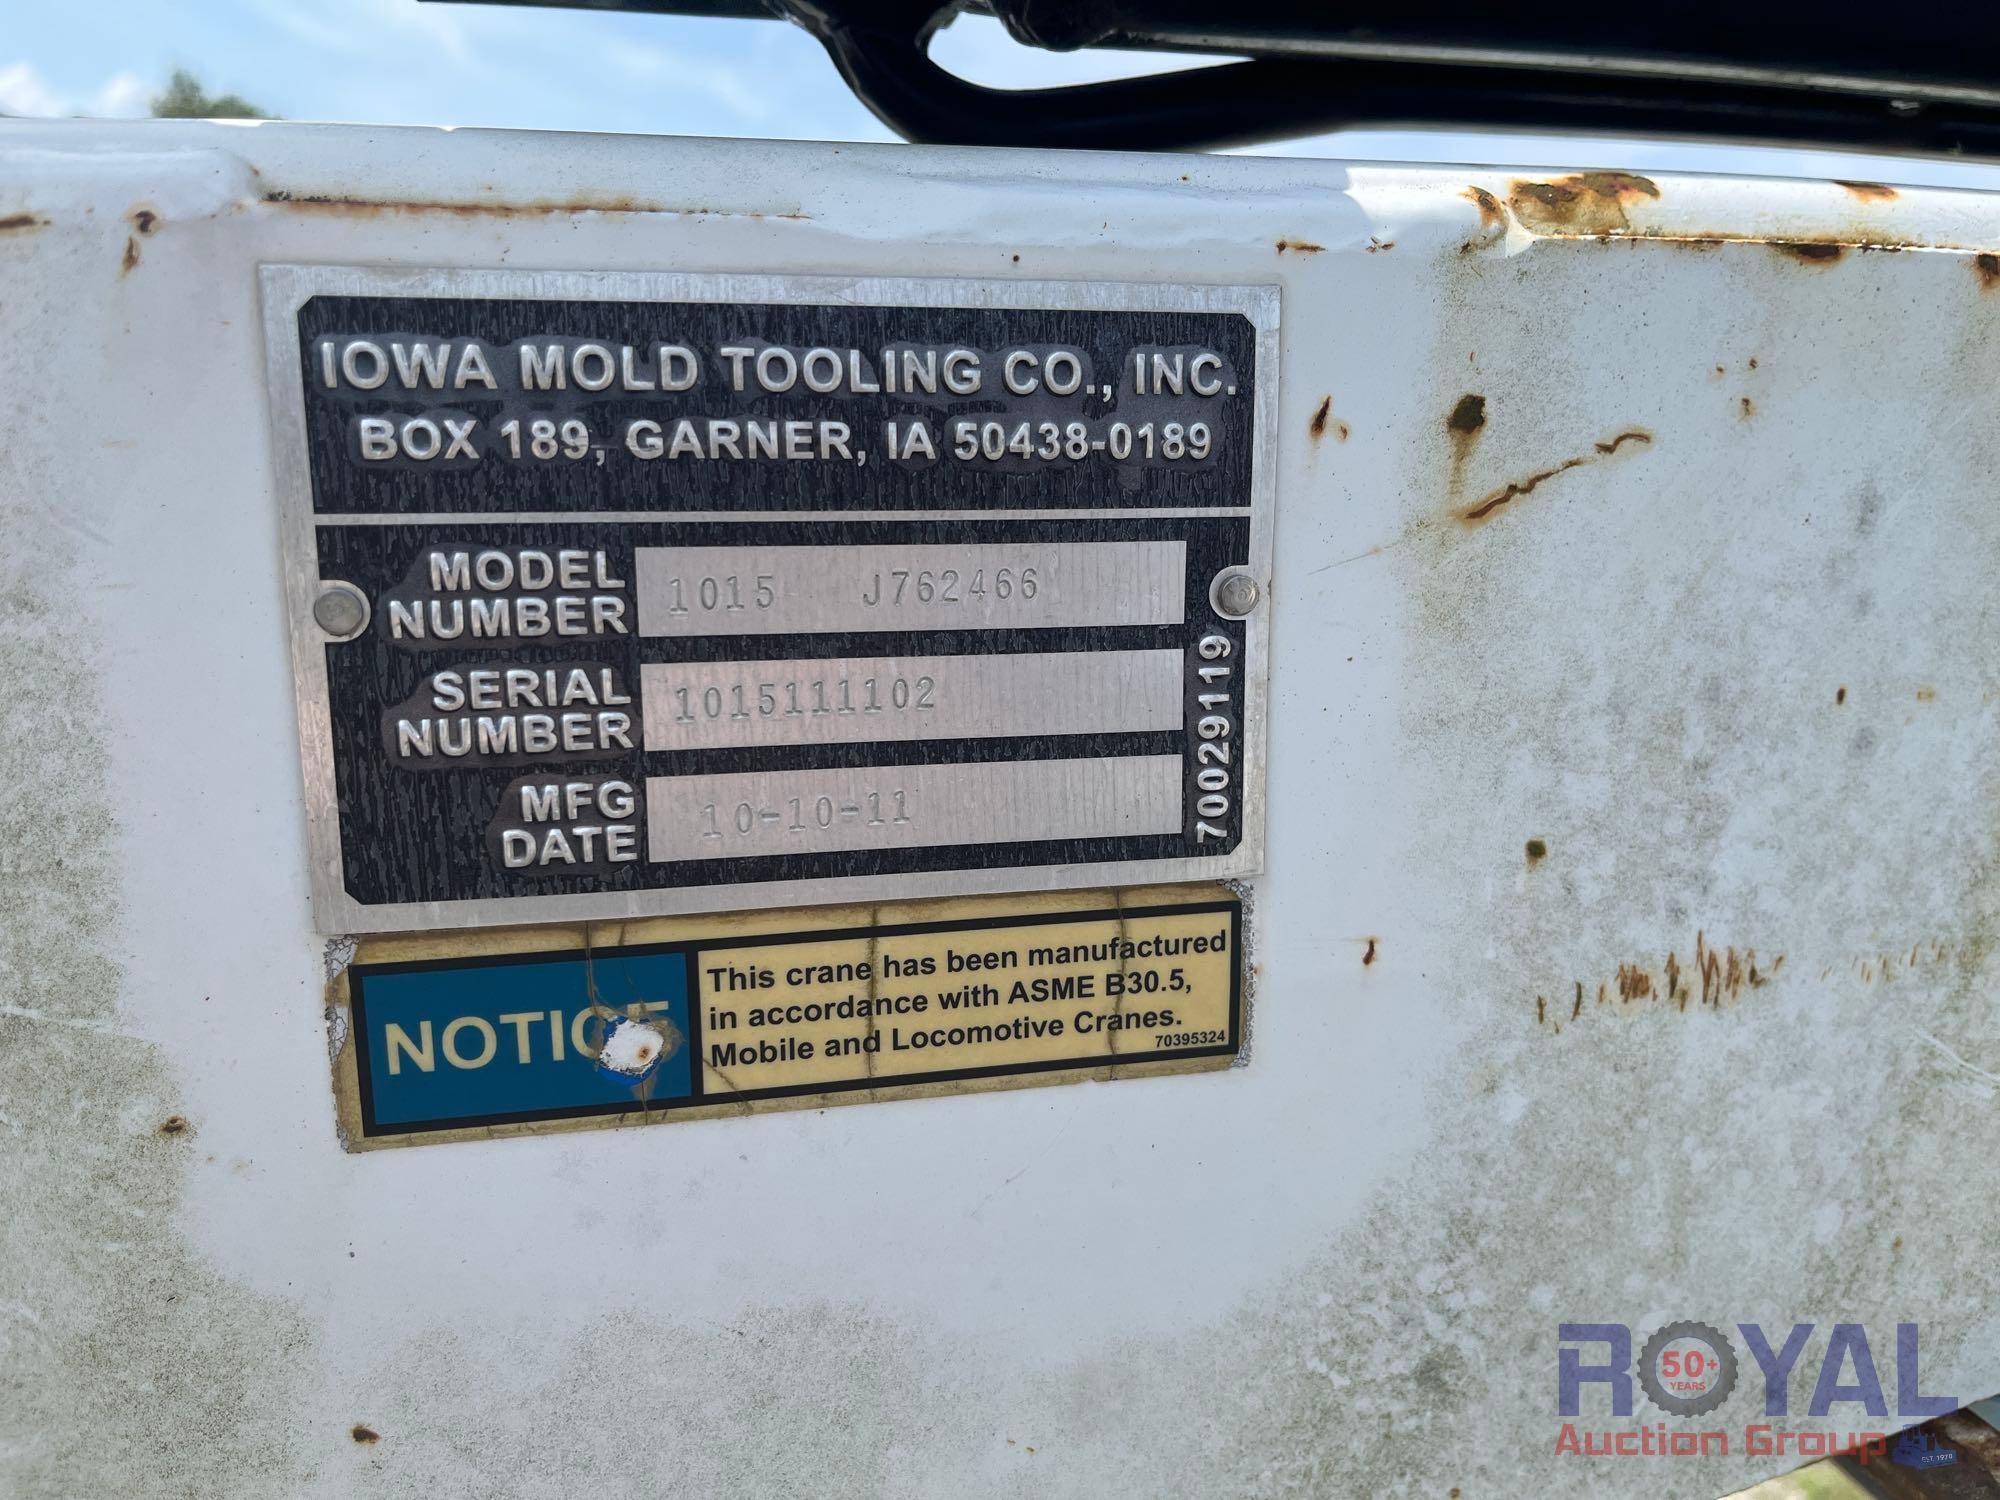 IOWA MOLD TOOLING CO., INC.
BOX 189, GARNER, IA 50438-0189
MODEL NUMBER 1015 J762466
SERIAL NUMBER 1015111102
MFG DATE 10-10-11
70029119
NOTICE
This crane has been manufactured
in accordance with ASME B30.5,
Mobile and Locomotive Cranes.
70395324
ROYAL
50+
YEARS
Auction Group
EST. 1970